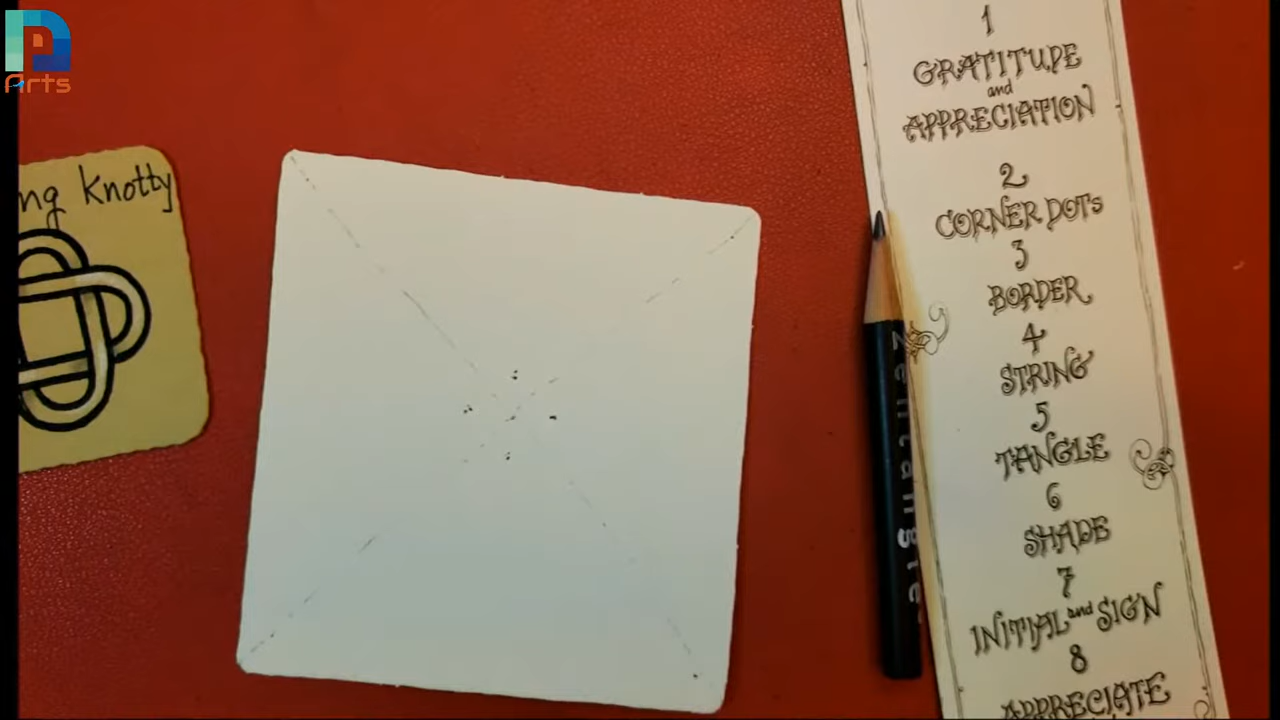 PA
Arts
ng Knotty
1
GRATITUDE
and
APPRECIATION
2
CORNER DOTs
3
BORDER
4
STRING
5
TANGLE
6
SHADE
7
INITIAL and SIGN
8
APPRECIATE
zentangle